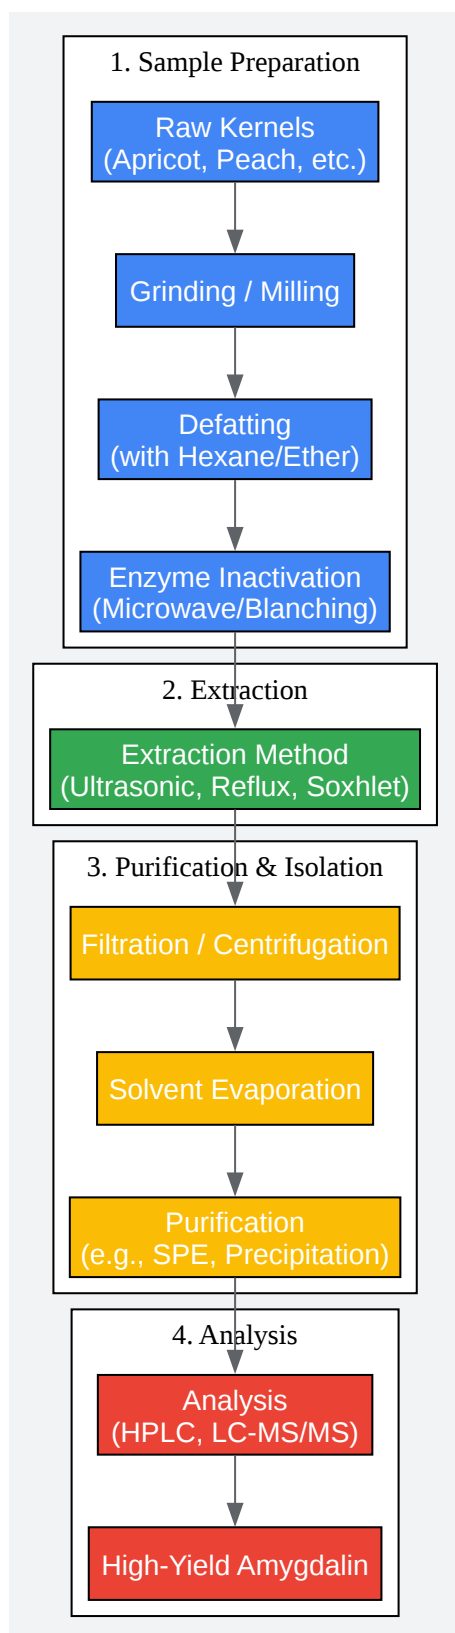 1. Sample Preparation
Raw Kernels
(Apricot, Peach, etc.)
Grinding / Milling
Defatting
(with Hexane/Ether)
Enzyme Inactivation
(Microwave/Blanching)
2. Extraction
Extraction Method
(Ultrasonic, Reflux, Soxhlet)
3. Purification & Isolation
Filtration / Centrifugation
Solvent Evaporation
Purification
(e.g., SPE, Precipitation)
4. Analysis
Analysis
(HPLC, LC-MS/MS)
High-Yield Amygdalin